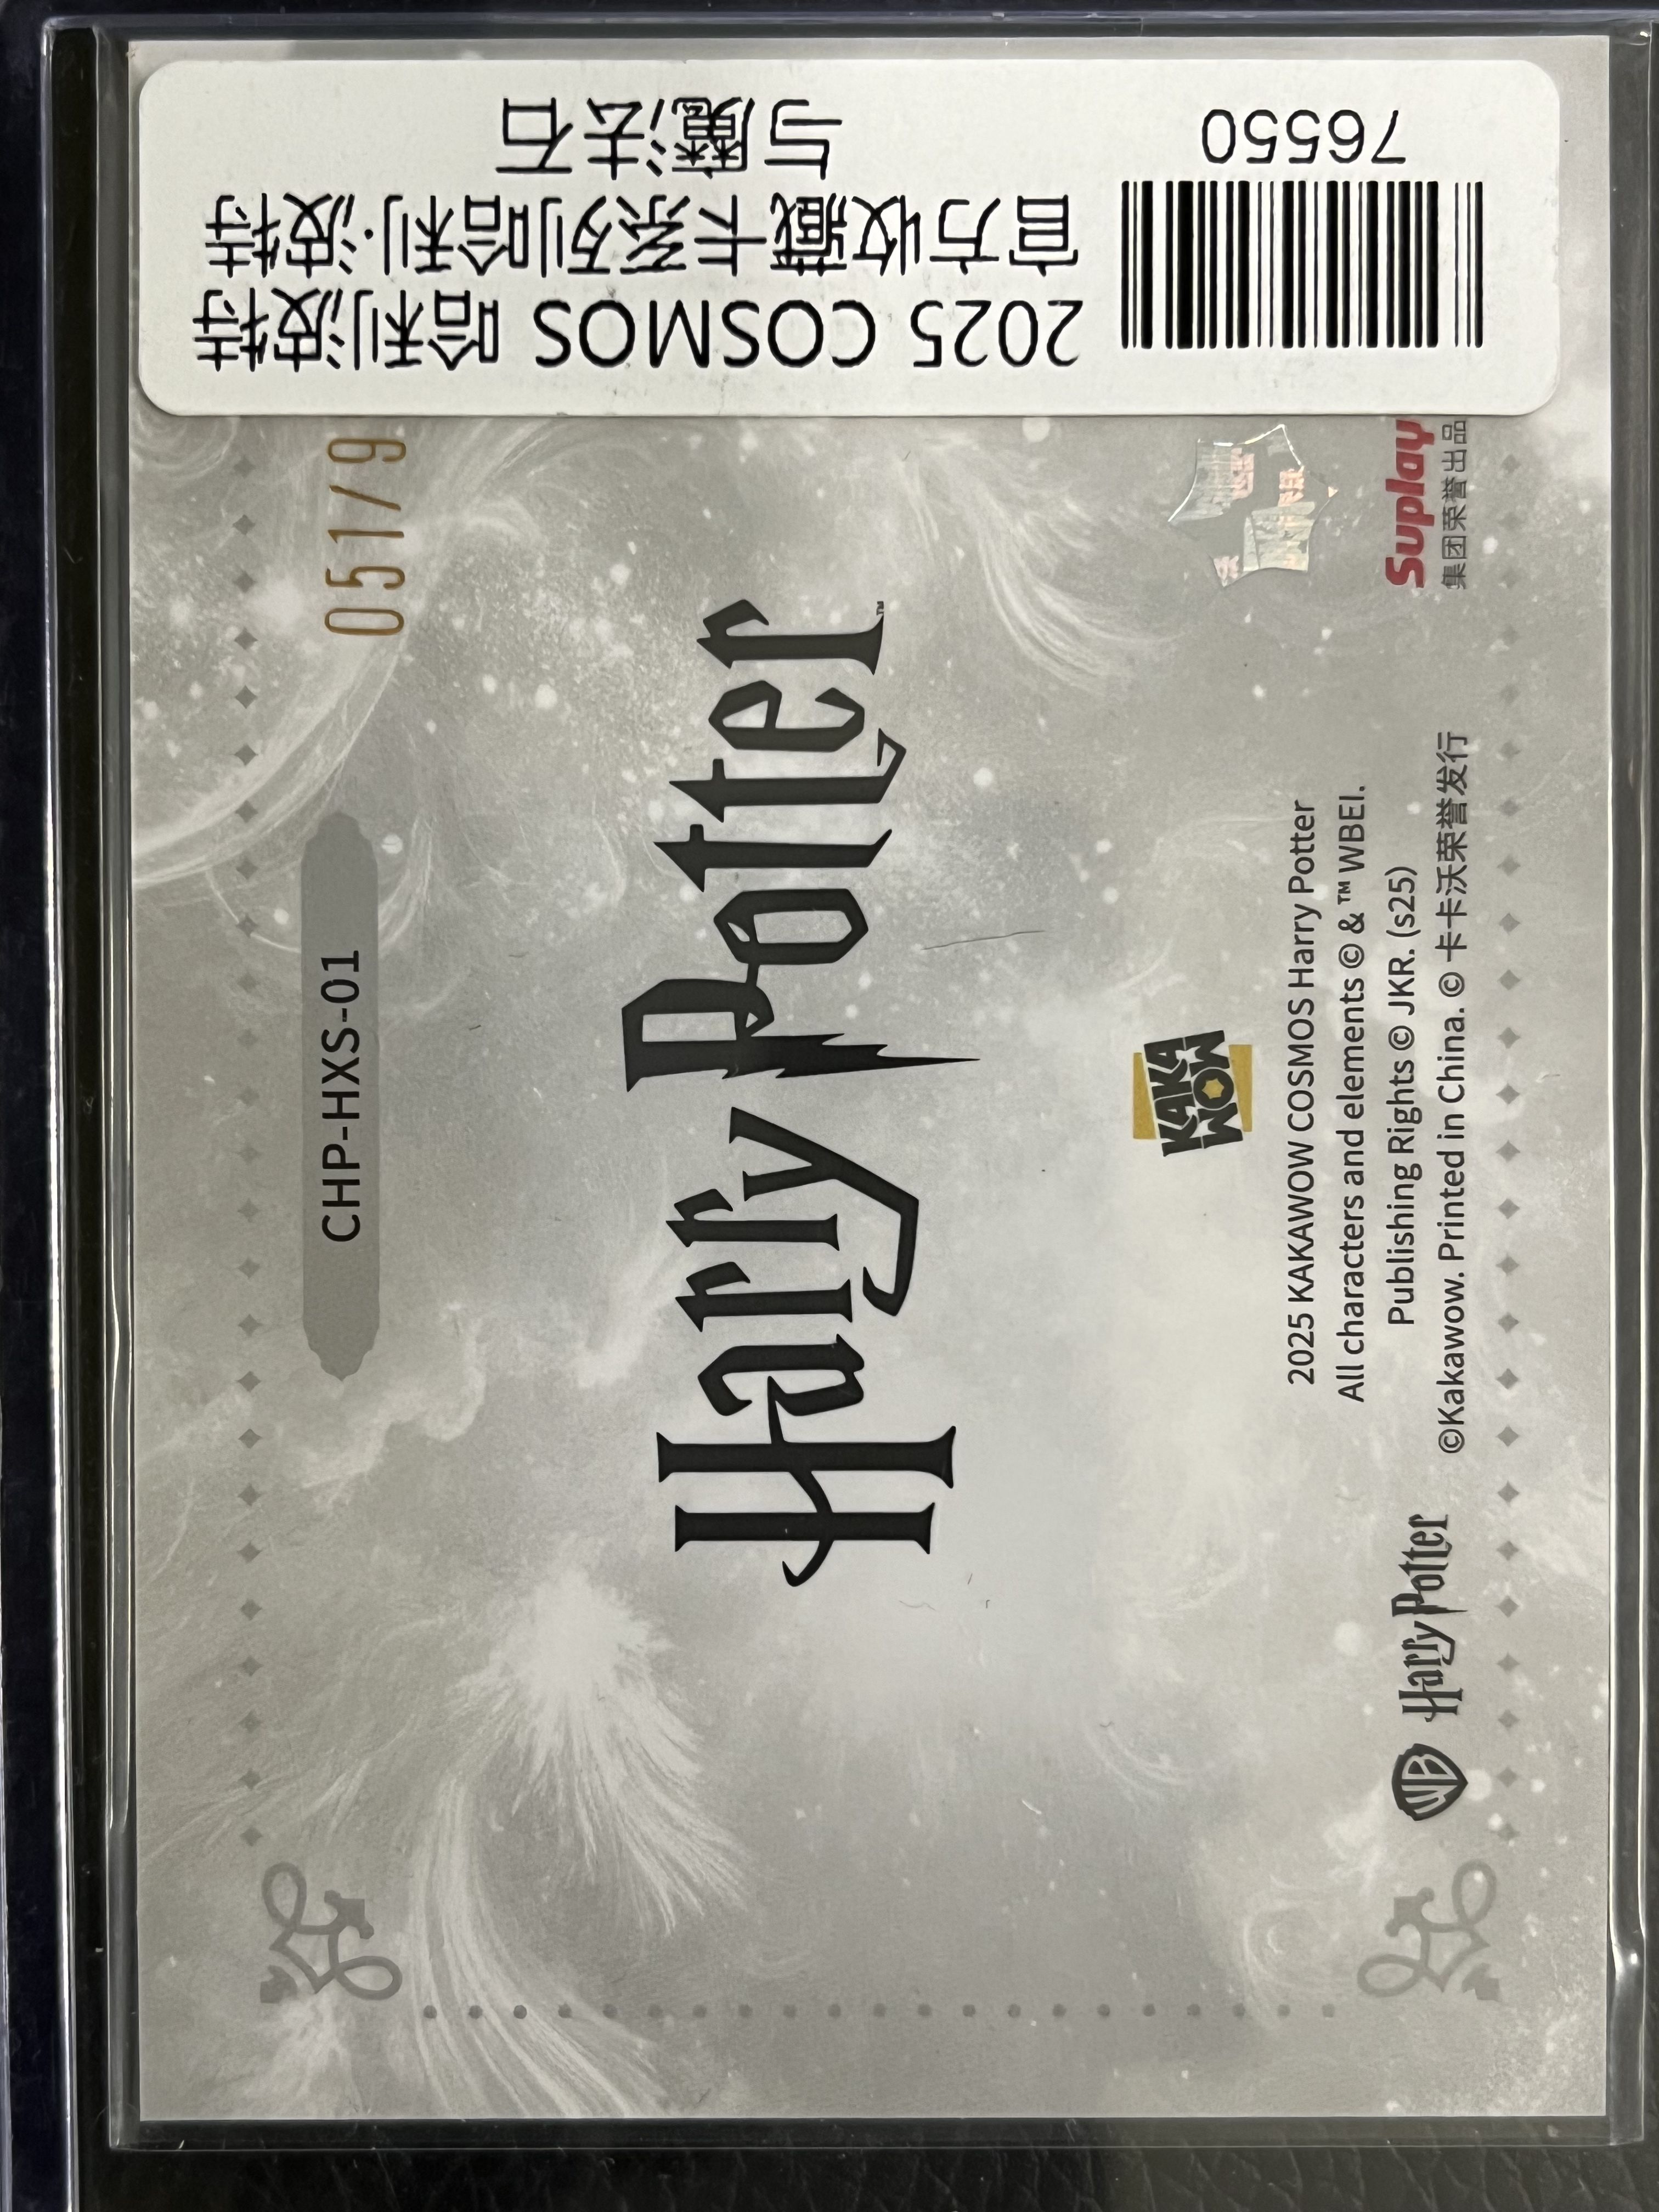 2025 COSMOS 哈利波特
官方收藏卡系列哈利·波特
与魔法石
76550
051/9
CHP-HXS-01
Harry Potter™
KAKA
WOW
2025 KAKAWOW COSMOS Harry Potter
All characters and elements © & ™ WBEI.
Publishing Rights © JKR. (s25)
©Kakawow. Printed in China. © 卡卡沃荣誉发行
WB
Harry Potter
Suplay
集团荣誉出品